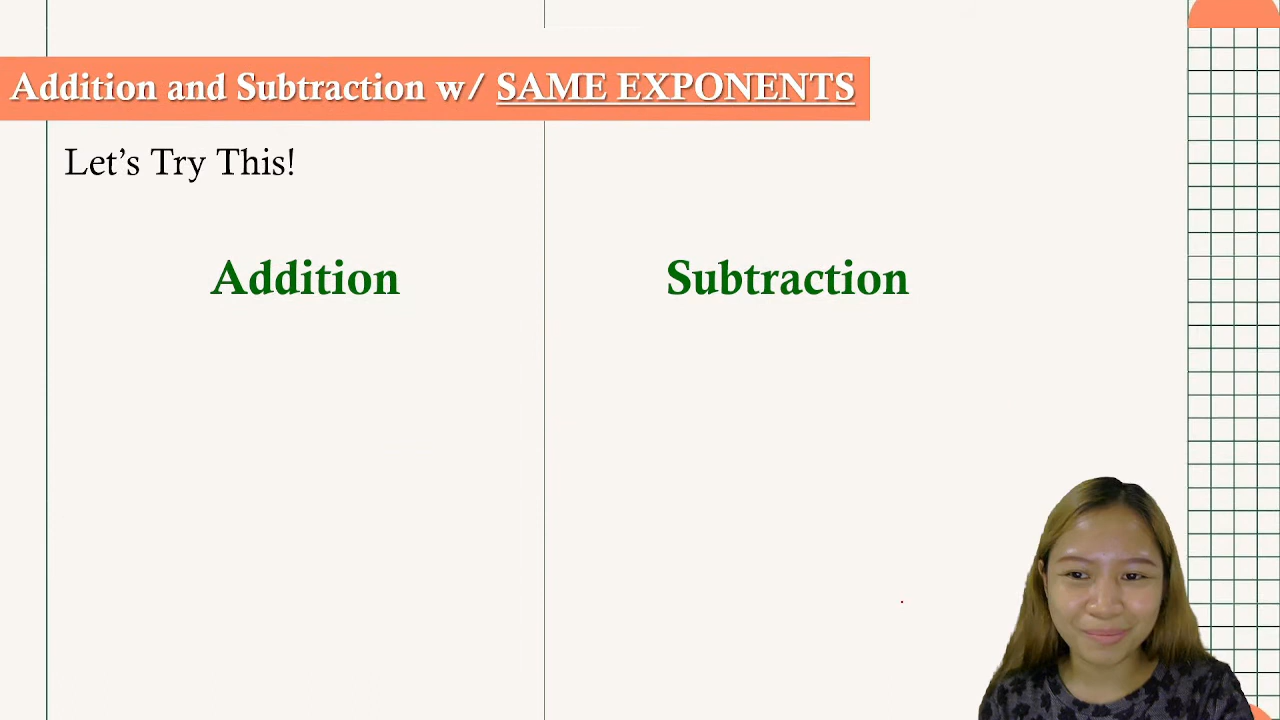 Addition and Subtraction w/ SAME EXPONENTS
Let's Try This!
Addition
Subtraction